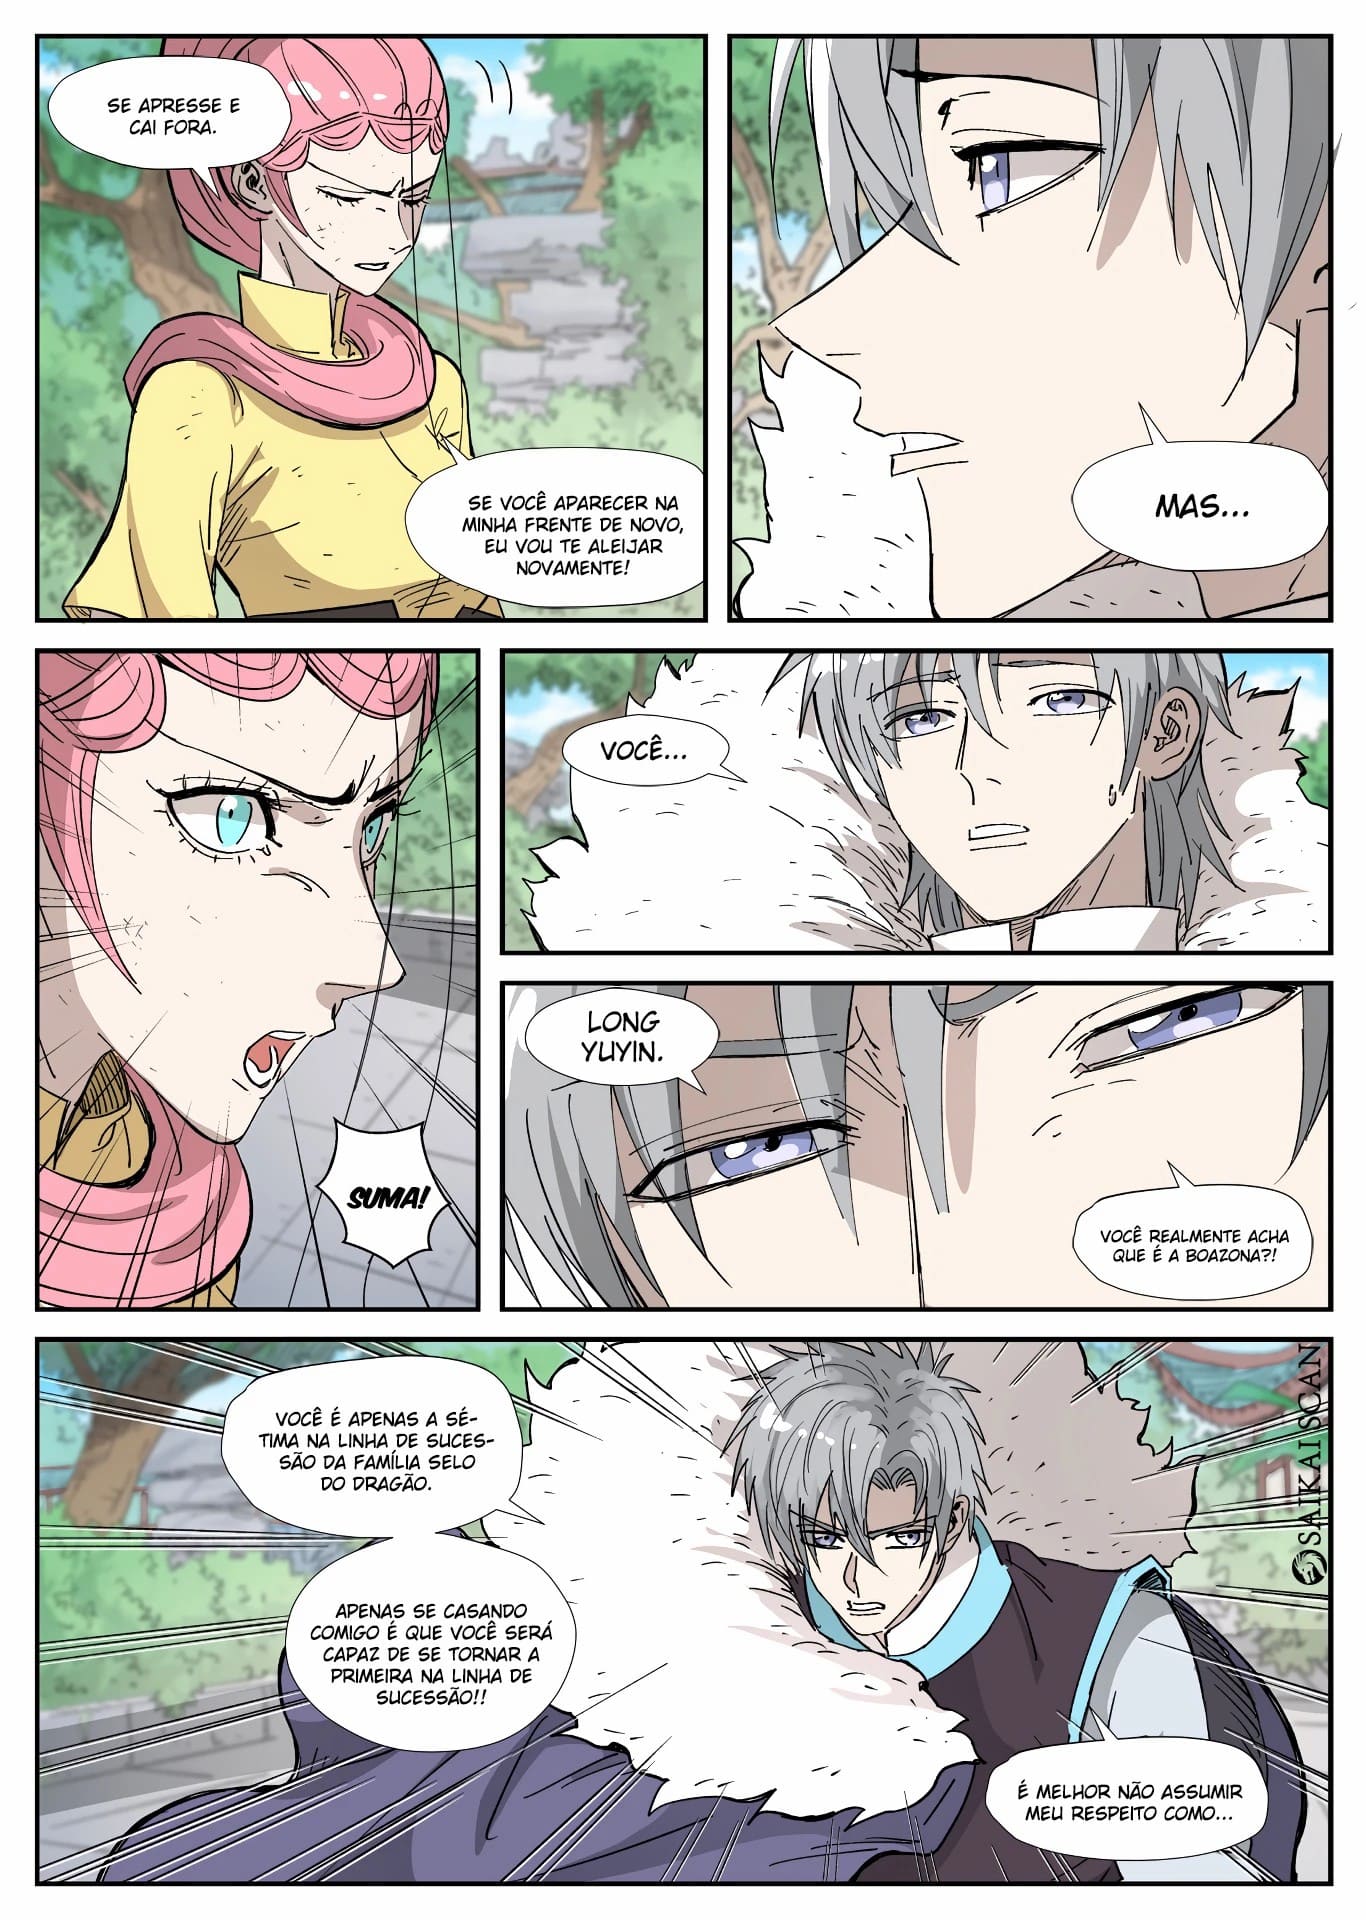 SE APRESSE E
CAI FORA.
SE VOCÊ APARECER NA
MINHA FRENTE DE NOVO,
EU VOU TE ALEIJAR
NOVAMENTE!
MAS...
SUMA!
VOCÊ...
LONG
YUYIN.
VOCÊ REALMENTE ACHA
QUE É A BOAZONA?!
VOCÊ É APENAS A SÉ-
TIMA NA LINHA DE SUCES-
SÃO DA FAMÍLIA SELO
DO DRAGÃO.
APENAS SE CASANDO
COMIGO É QUE VOCÊ SERÁ
CAPAZ DE SE TORNAR A
PRIMEIRA NA LINHA DE
SUCESSÃO!!
É MELHOR NÃO ASSUMIR
MEU RESPEITO COMO...
SAIKAI SCAN